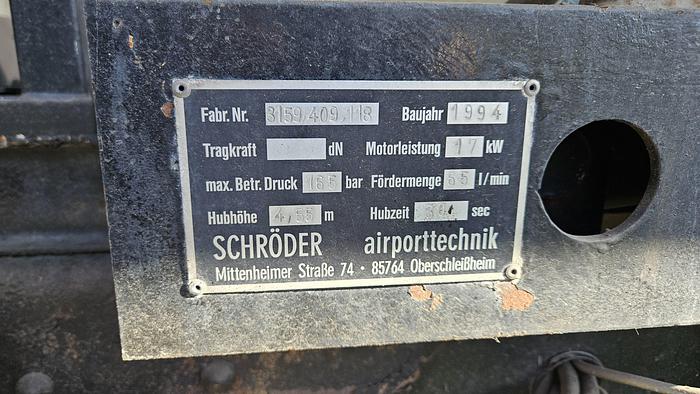 Fabr. Nr. 3159/409.118 Baujahr 1994
Tragkraft dN Motorleistung 17 kW
max. Betr. Druck 165 bar Fördermenge 55 l/min
Hubhöhe 4,55 m Hubzeit sec
SCHRÖDER airporttechnik
Mittenheimer Straße 74 · 85764 Oberschleißheim